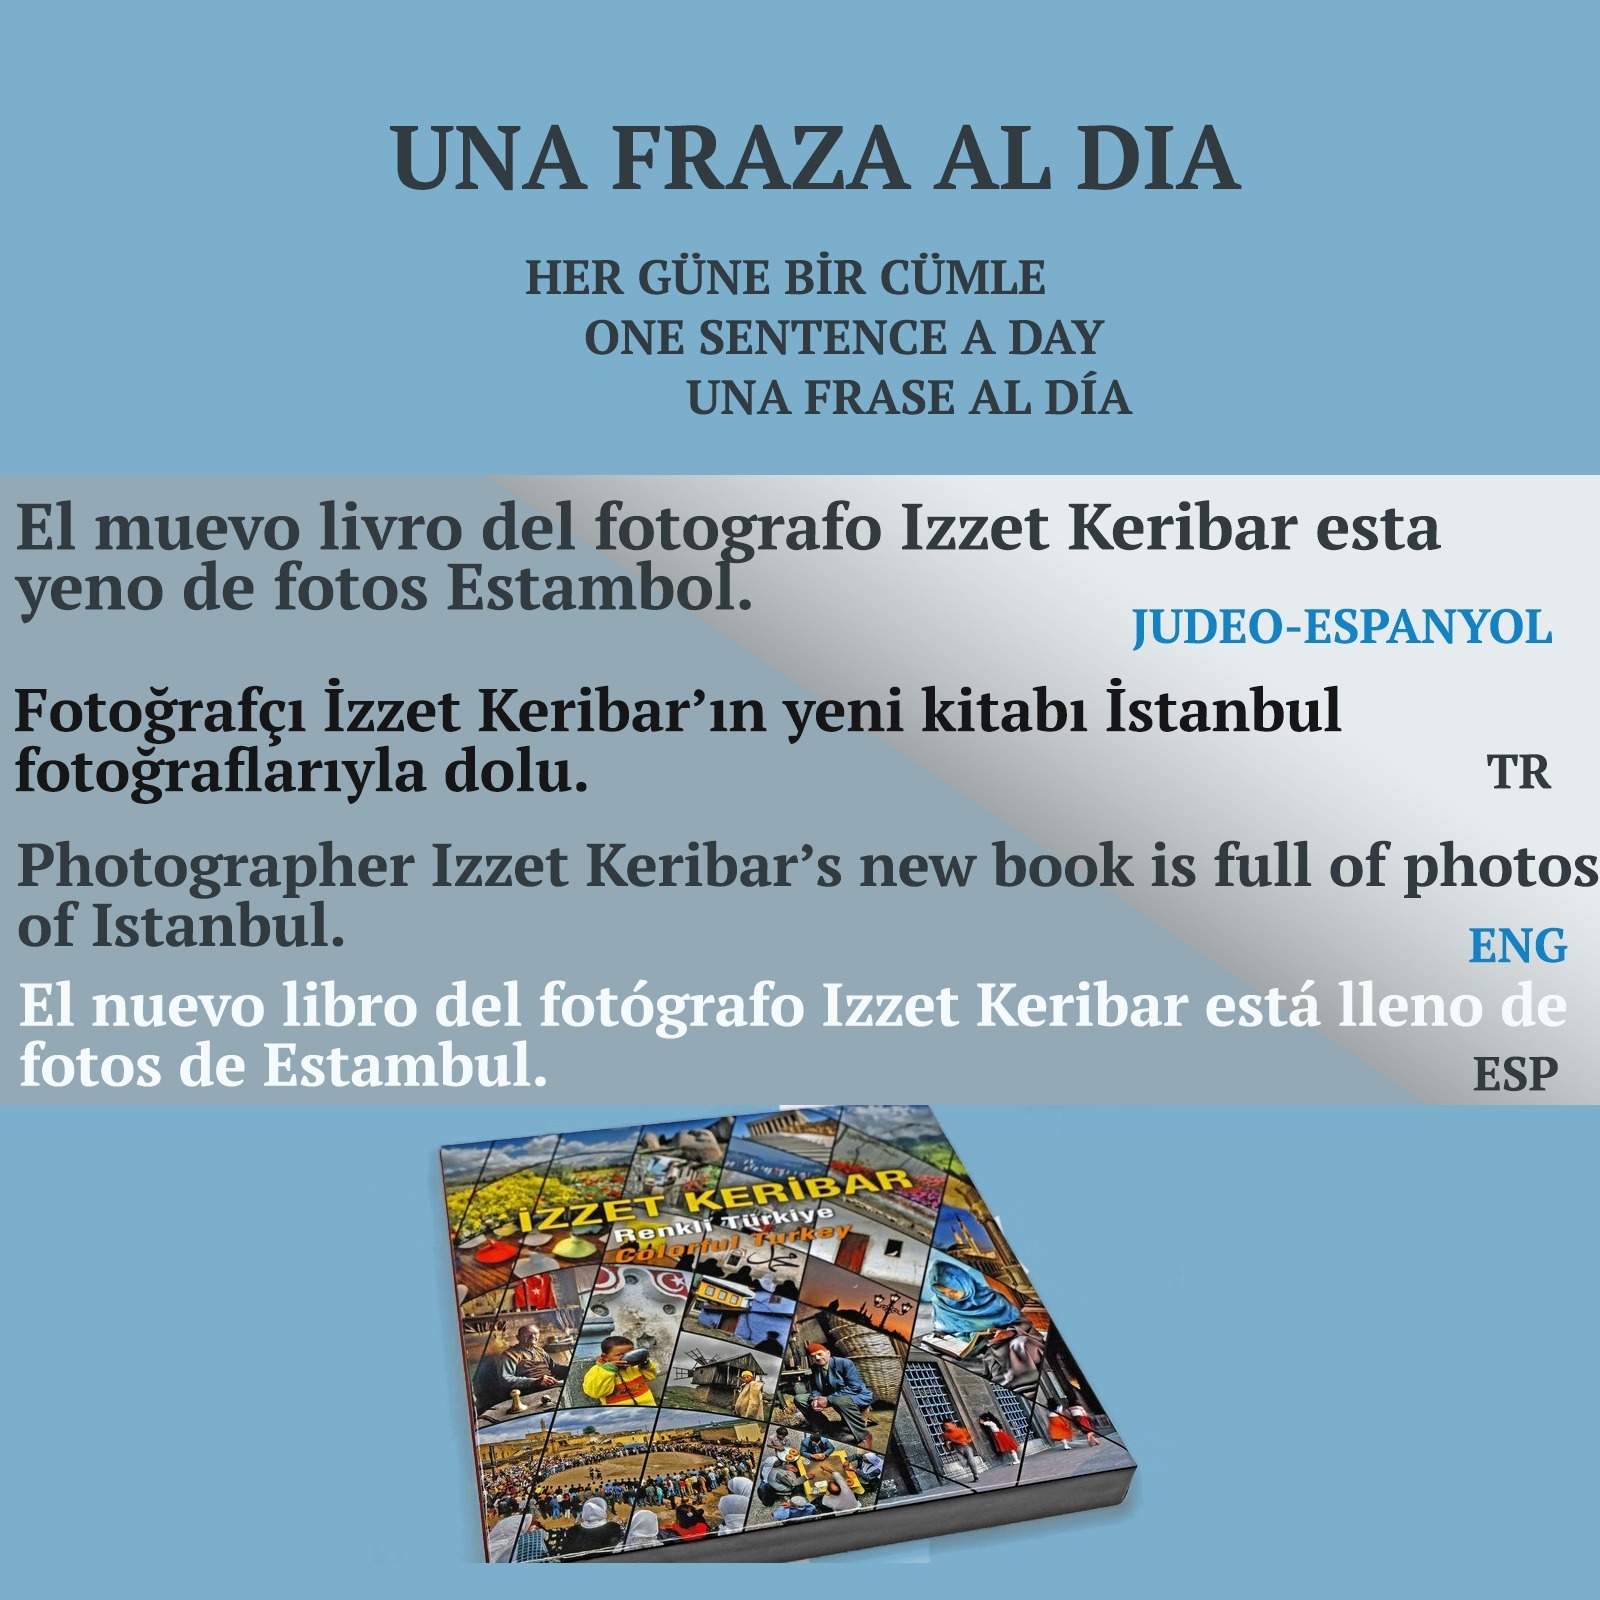 UNA FRAZA AL DIA
HER GÜNE BİR CÜMLE
ONE SENTENCE A DAY
UNA FRASE AL DÍA
El muevo livro del fotografo Izzet Keribar esta
yeno de fotos Estambol.
JUDEO-ESPANYOL
Fotoğrafçı İzzet Keribar’ın yeni kitabı İstanbul
fotoğraflarıyla dolu.
TR
Photographer Izzet Keribar’s new book is full of photos
of Istanbul.
ENG
El nuevo libro del fotógrafo Izzet Keribar está lleno de
fotos de Estambul.
ESP
İZZET KERİBAR
Renkli Türkiye
Colorful Turkey